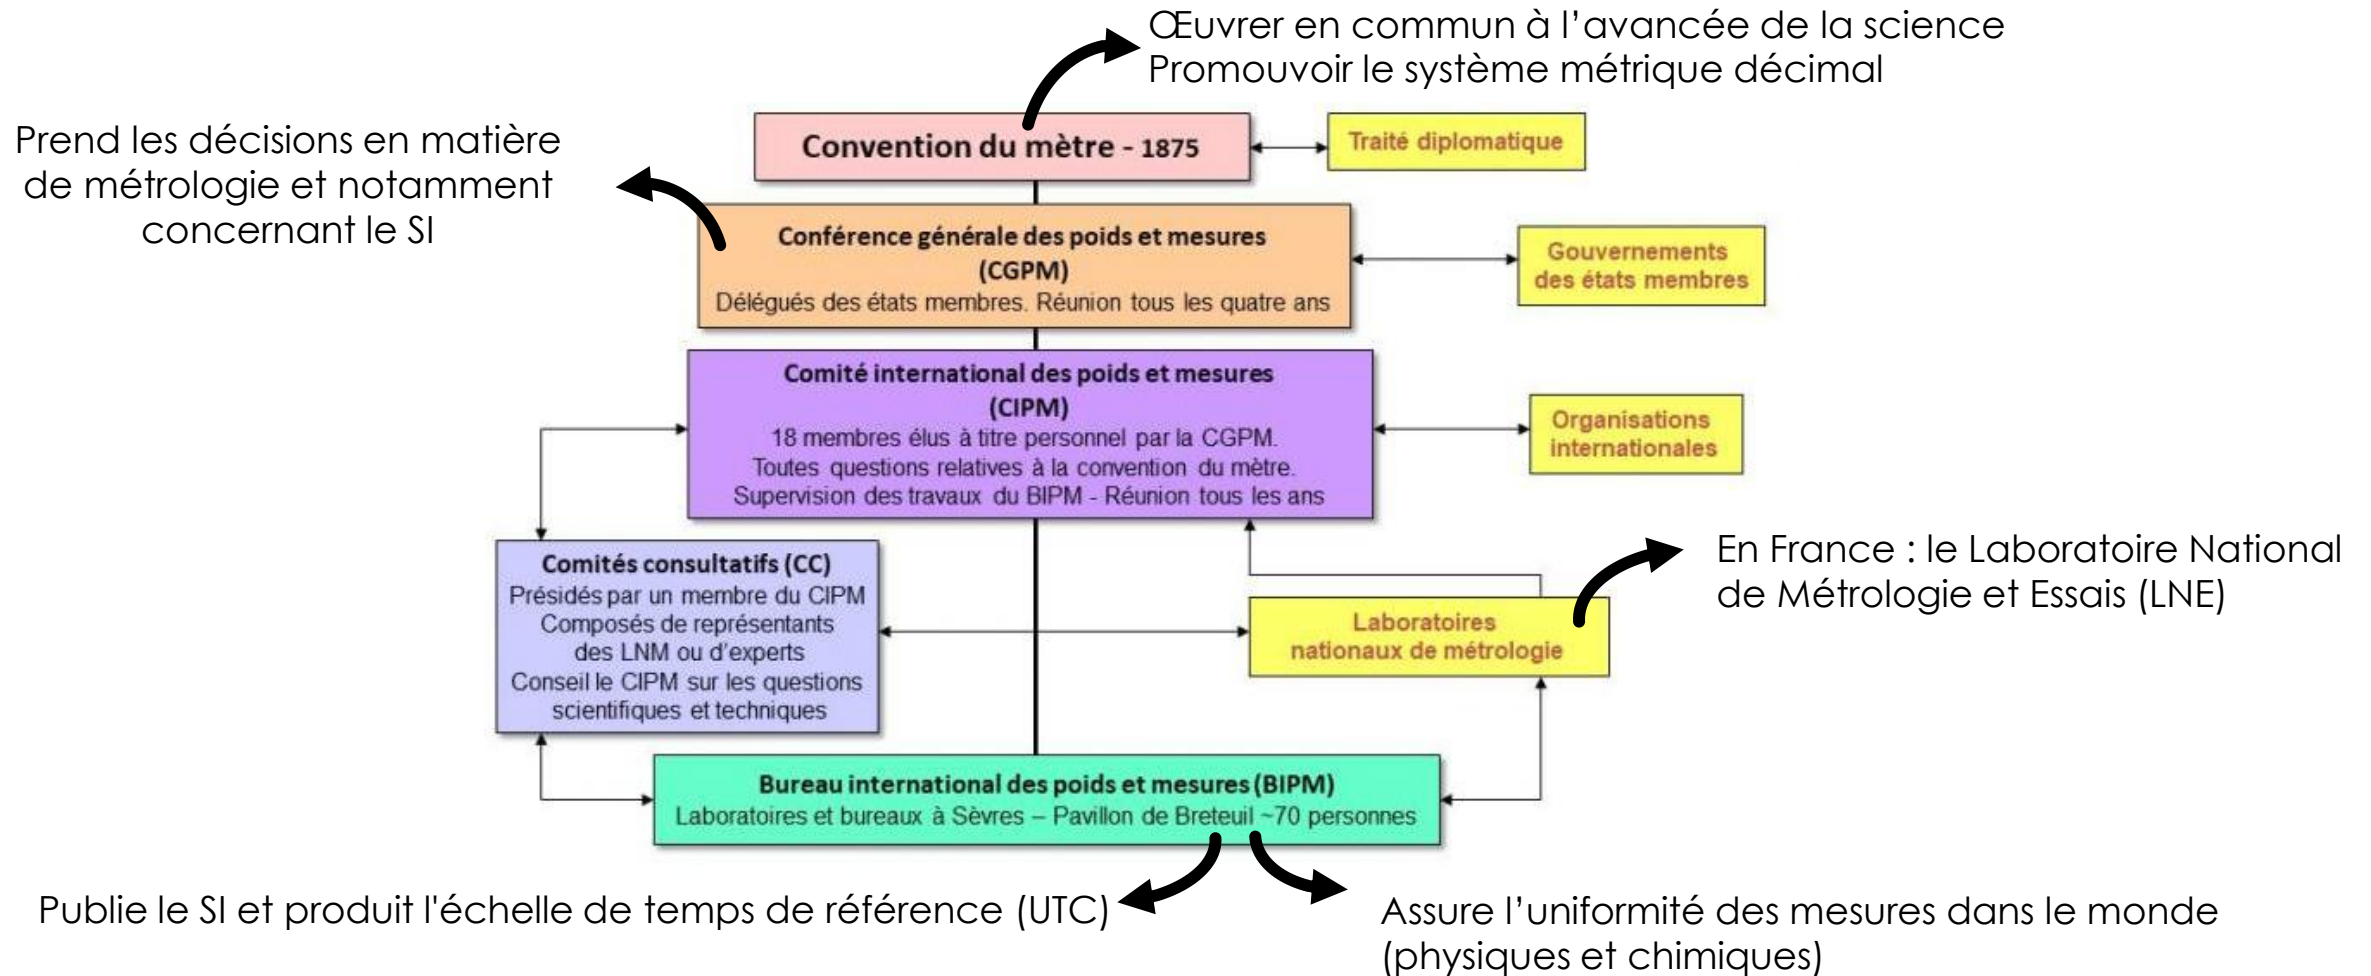 Œuvrer en commun à l’avancée de la science
Promouvoir le système métrique décimal
Prend les décisions en matière
de métrologie et notamment
concernant le SI
Convention du mètre - 1875
Traité diplomatique
Conférence générale des poids et mesures
(CGPM)
Délégués des états membres. Réunion tous les quatre ans
Gouvernements
des états membres
Comité international des poids et mesures
(CIPM)
18 membres élus à titre personnel par la CGPM.
Toutes questions relatives à la convention du mètre.
Supervision des travaux du BIPM - Réunion tous les ans
Organisations
internationales
Comités consultatifs (CC)
Présidés par un membre du CIPM
Composés de représentants
des LNM ou d’experts
Conseil le CIPM sur les questions
scientifiques et techniques
En France : le Laboratoire National
de Métrologie et Essais (LNE)
Laboratoires
nationaux de métrologie
Bureau international des poids et mesures (BIPM)
Laboratoires et bureaux à Sèvres – Pavillon de Breteuil ~70 personnes
Publie le SI et produit l'échelle de temps de référence (UTC)
Assure l’uniformité des mesures dans le monde
(physiques et chimiques)